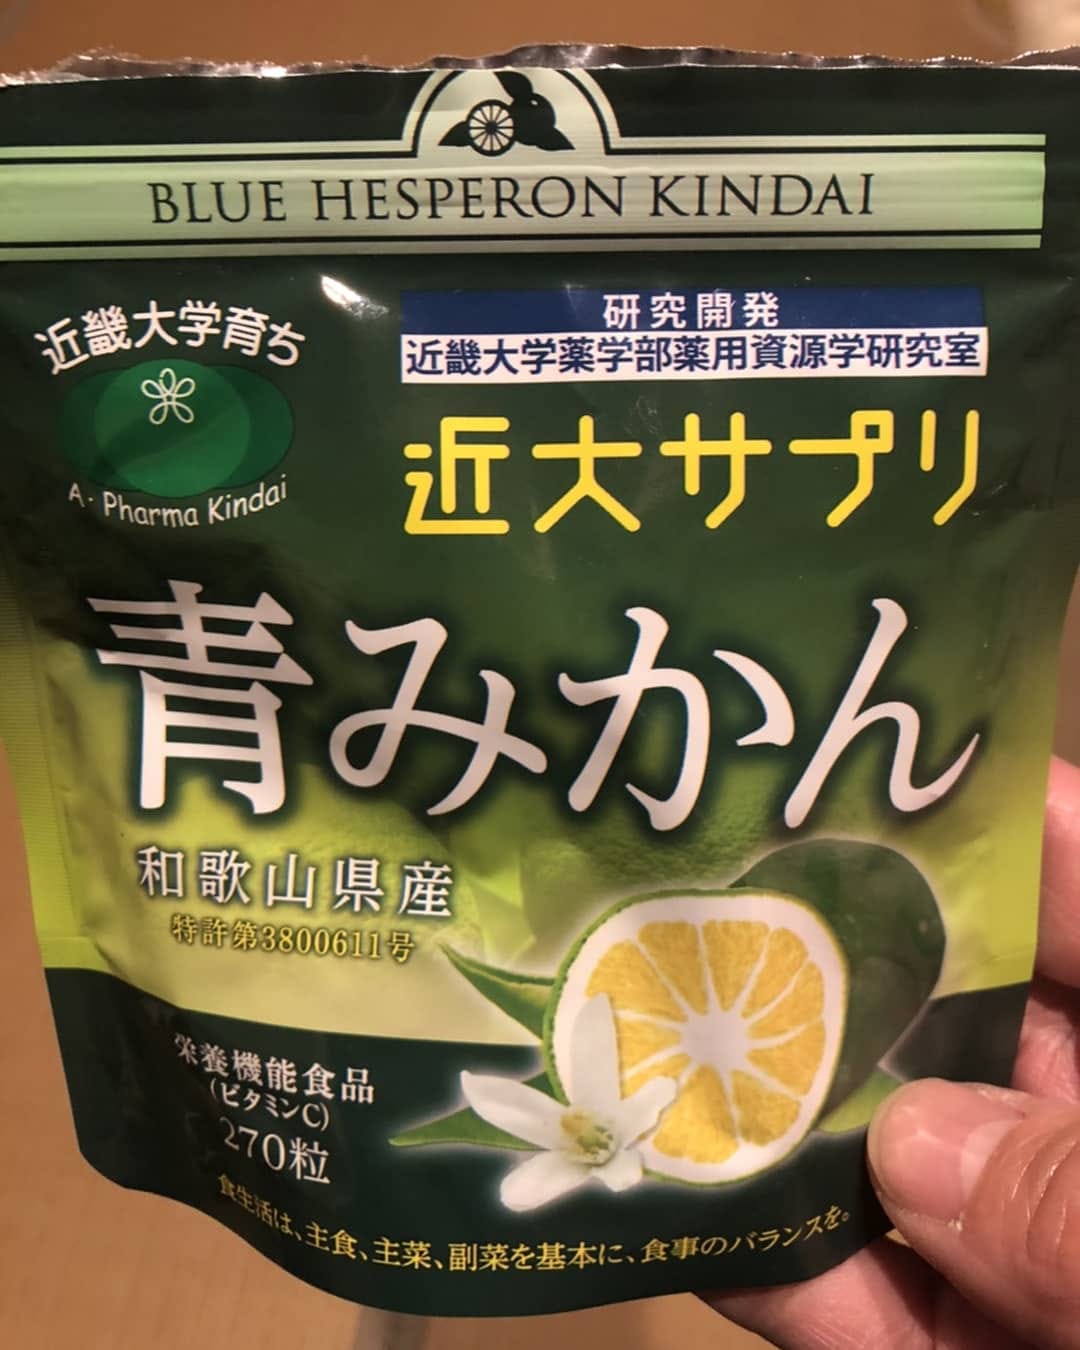 BLUE HESPERON KINDAI
近畿大学育ち
A・Pharma Kindai
研究開発
近畿大学薬学部薬用資源学研究室
近大サプリ
青みかん
和歌山県産
特許第3800611号
栄養機能食品
(ビタミンC)
270粒
食生活は、主食、主菜、副菜を基本に、食事のバランスを。